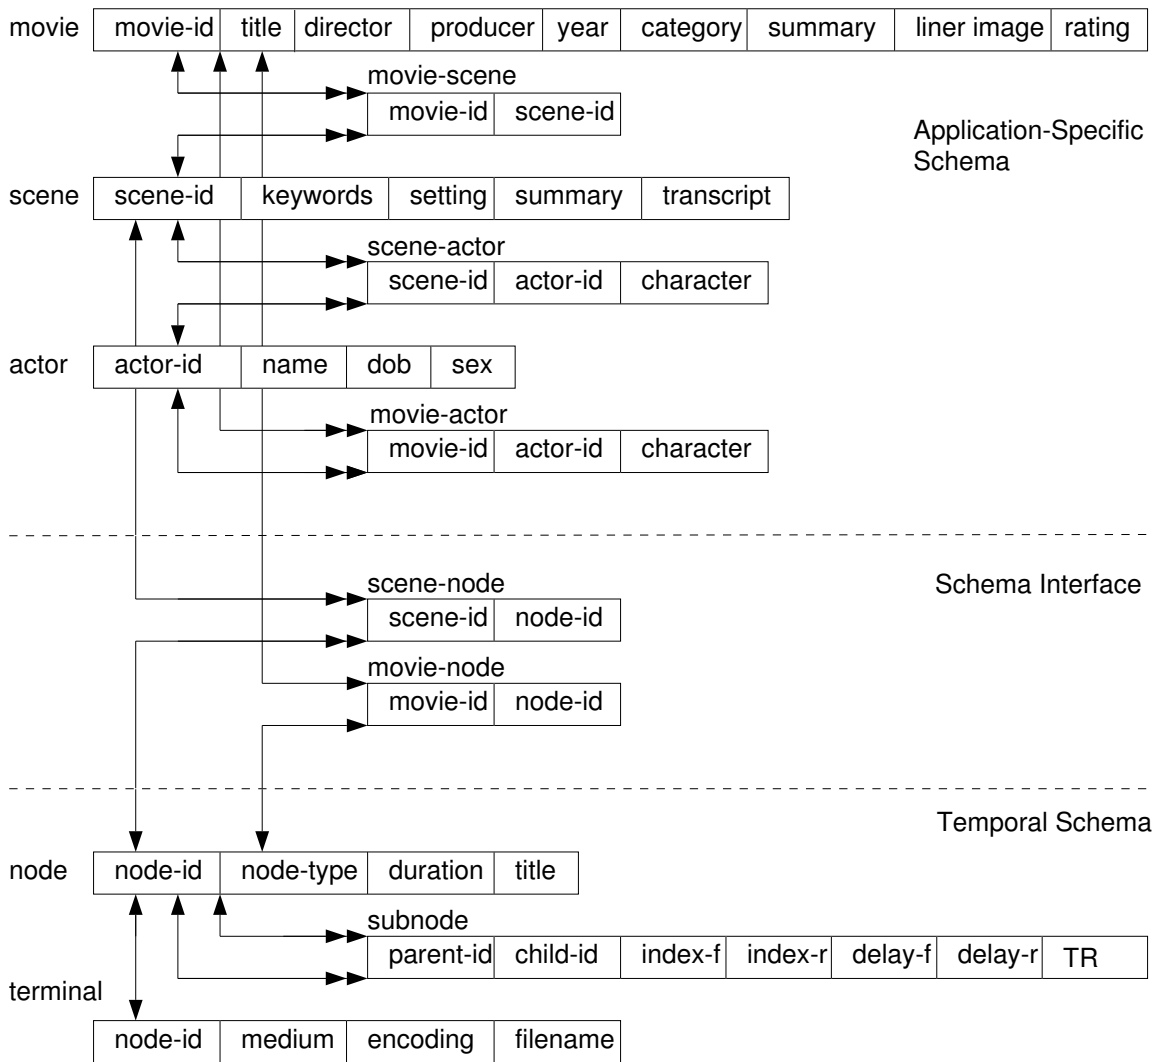 movie movie-id title director producer year category summary liner image rating
movie-scene
movie-id scene-id
Application-Specific
Schema
scene scene-id keywords setting summary transcript
scene-actor
scene-id actor-id character
actor actor-id name dob sex
movie-actor
movie-id actor-id character
scene-node
Schema Interface
scene-id node-id
movie-node
movie-id node-id
Temporal Schema
node node-id node-type duration title
subnode
parent-id child-id index-f index-r delay-f delay-r TR
terminal
node-id medium encoding filename